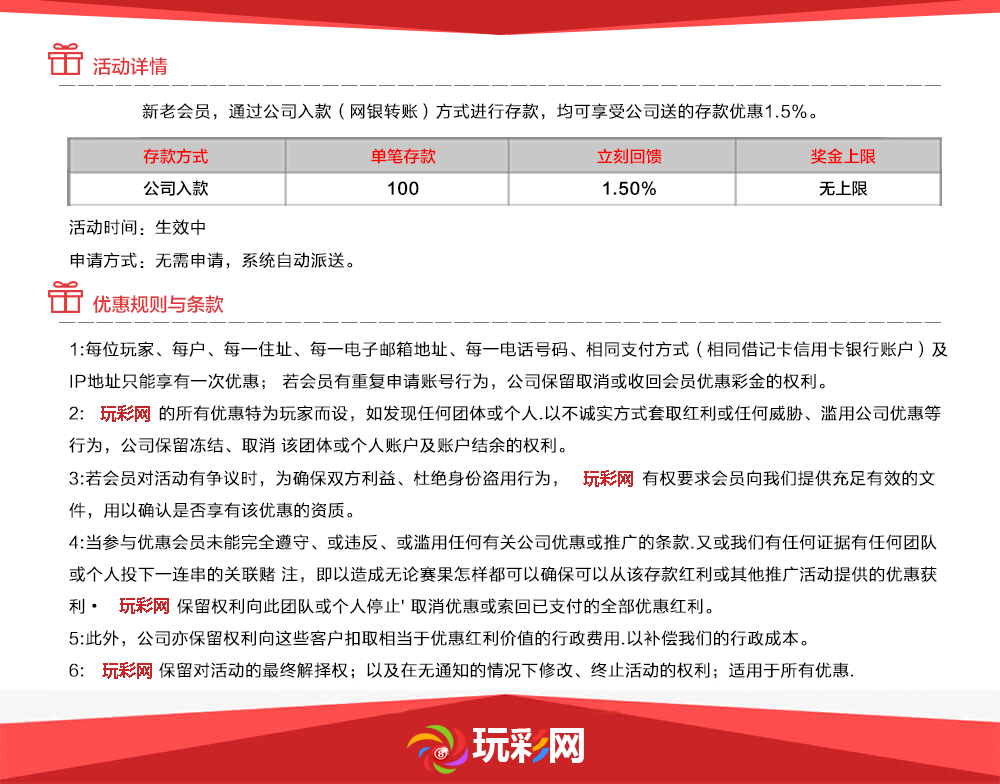 活动详情
新老会员，通过公司入款（网银转账）方式进行存款，均可享受公司送的存款优惠1.5%。
存款方式 单笔存款 立刻回馈 奖金上限
公司入款 100 1.50% 无上限
活动时间：生效中
申请方式：无需申请，系统自动派送。
优惠规则与条款
1:每位玩家、每户、每一住址、每一电子邮箱地址、每一电话号码、相同支付方式（相同借记卡信用卡银行账户）及
IP地址只能享有一次优惠； 若会员有重复申请账号行为，公司保留取消或收回会员优惠彩金的权利。
2: 玩彩网 的所有优惠特为玩家而设，如发现任何团体或个人.以不诚实方式套取红利或任何威胁、滥用公司优惠等
行为，公司保留冻结、取消 该团体或个人账户及账户结余的权利。
3:若会员对活动有争议时，为确保双方利益、杜绝身份盗用行为， 玩彩网 有权要求会员向我们提供充足有效的文
件，用以确认是否享有该优惠的资质。
4:当参与优惠会员未能完全遵守、或违反、或滥用任何有关公司优惠或推广的条款.又或我们有任何证据有任何团队
或个人投下一连串的关联赌 注，即以造成无论赛果怎样都可以确保可以从该存款红利或其他推广活动提供的优惠获
利• 玩彩网 保留权利向此团队或个人停止' 取消优惠或索回已支付的全部优惠红利。
5:此外，公司亦保留权利向这些客户扣取相当于优惠红利价值的行政费用.以补偿我们的行政成本。
6: 玩彩网 保留对活动的最终解择权；以及在无通知的情况下修改、终止活动的权利；适用于所有优惠.
8 玩彩网